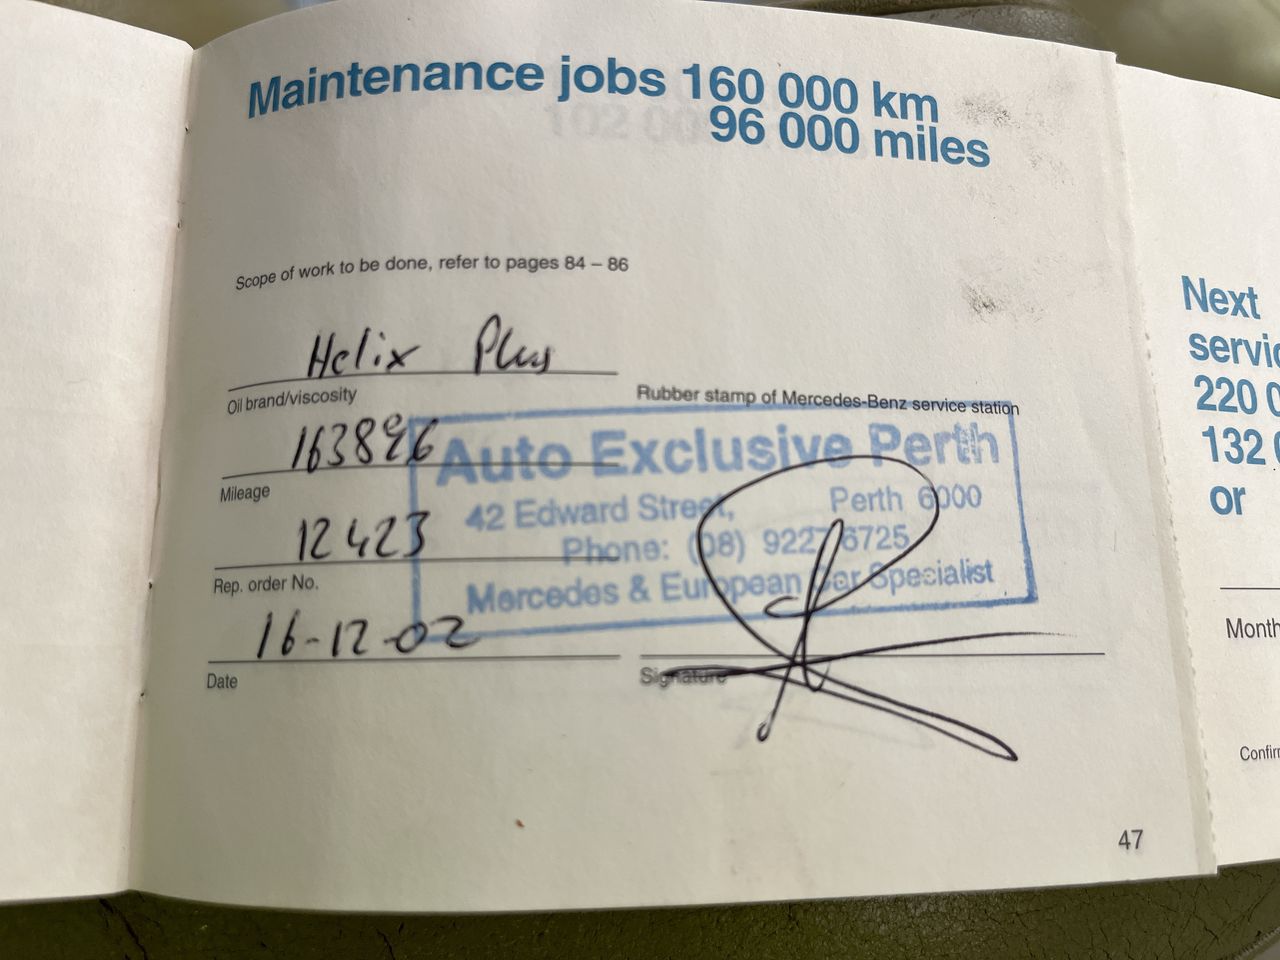 Maintenance jobs 160 000 km
96 000 miles
Scope of work to be done, refer to pages 84 – 86
Helix Plus
Oil brand/viscosity
Rubber stamp of Mercedes-Benz service station
Mileage
12423
Rep. order No.
16-12-02
Date
Auto Exclusive Perth
42 Edward Street, Perth 6000
Phone: (08) 9227 6725
Mercedes & European Car Specialist
Signature
47
Next
servic
220 0
132 0
or
Month
Confirm